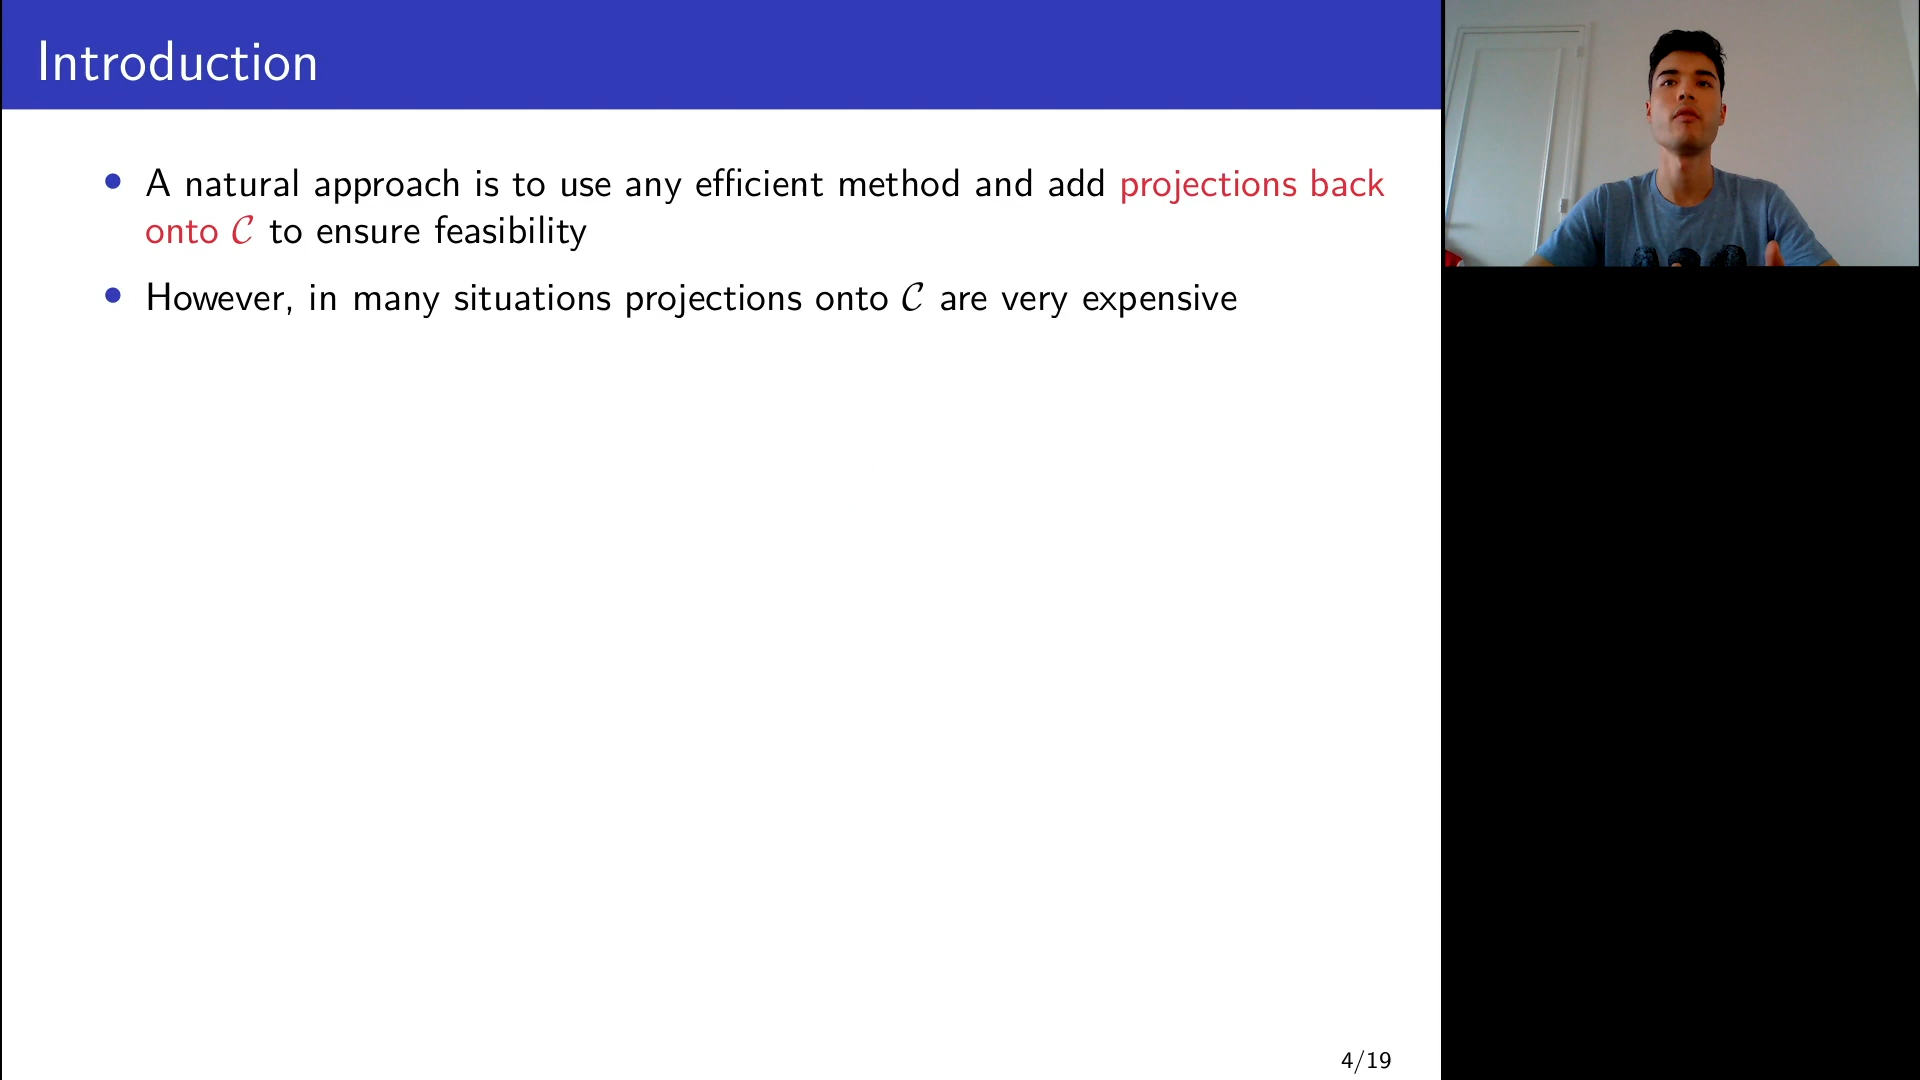 Introduction
• A natural approach is to use any efficient method and add projections back
onto 𝒞 to ensure feasibility
• However, in many situations projections onto 𝒞 are very expensive
4/19